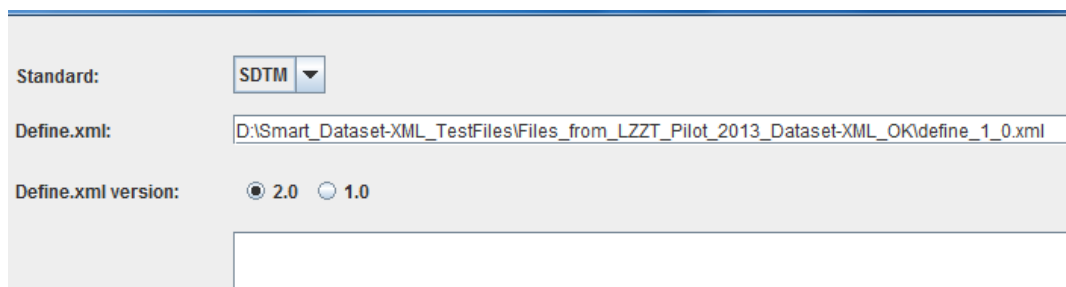 Standard: SDTM
Define.xml: D:\Smart_Dataset-XML_TestFiles\Files_from_LZZT_Pilot_2013_Dataset-XML_OK\define_1_0.xml
Define.xml version: 2.0 1.0